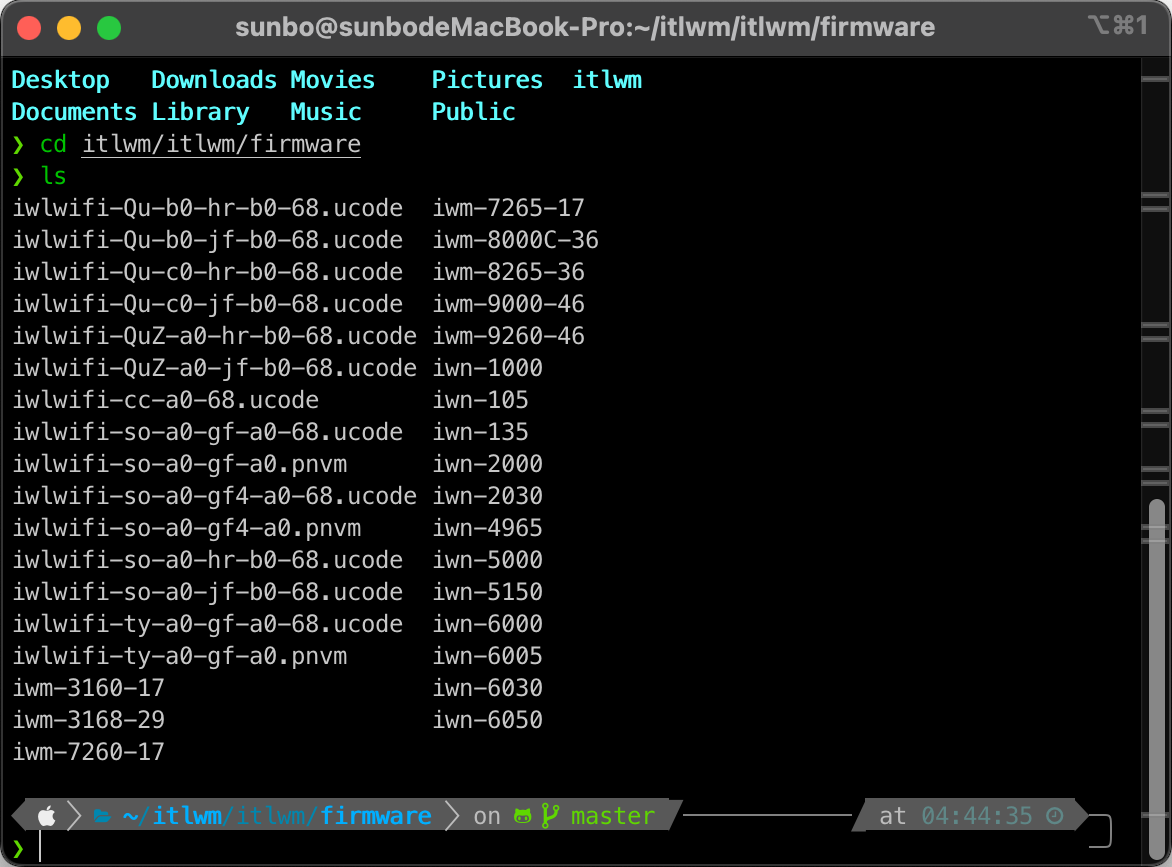 sunbo@sunbodeMacBook-Pro:~/itlwm/itlwm/firmware ⌥⌘1
Desktop Downloads Movies Pictures itlwm
Documents Library Music Public
❯ cd itlwm/itlwm/firmware
❯ ls
iwlwifi-Qu-b0-hr-b0-68.ucode iwm-7265-17
iwlwifi-Qu-b0-jf-b0-68.ucode iwm-8000C-36
iwlwifi-Qu-c0-hr-b0-68.ucode iwm-8265-36
iwlwifi-Qu-c0-jf-b0-68.ucode iwm-9000-46
iwlwifi-QuZ-a0-hr-b0-68.ucode iwm-9260-46
iwlwifi-QuZ-a0-jf-b0-68.ucode iwn-1000
iwlwifi-cc-a0-68.ucode iwn-105
iwlwifi-so-a0-gf-a0-68.ucode iwn-135
iwlwifi-so-a0-gf-a0.pnvm iwn-2000
iwlwifi-so-a0-gf4-a0-68.ucode iwn-2030
iwlwifi-so-a0-gf4-a0.pnvm iwn-4965
iwlwifi-so-a0-hr-b0-68.ucode iwn-5000
iwlwifi-so-a0-jf-b0-68.ucode iwn-5150
iwlwifi-ty-a0-gf-a0-68.ucode iwn-6000
iwlwifi-ty-a0-gf-a0.pnvm iwn-6005
iwm-3160-17 iwn-6030
iwm-3168-29 iwn-6050
iwm-7260-17
~/itlwm/itlwm/firmware on master at 04:44:35
❯